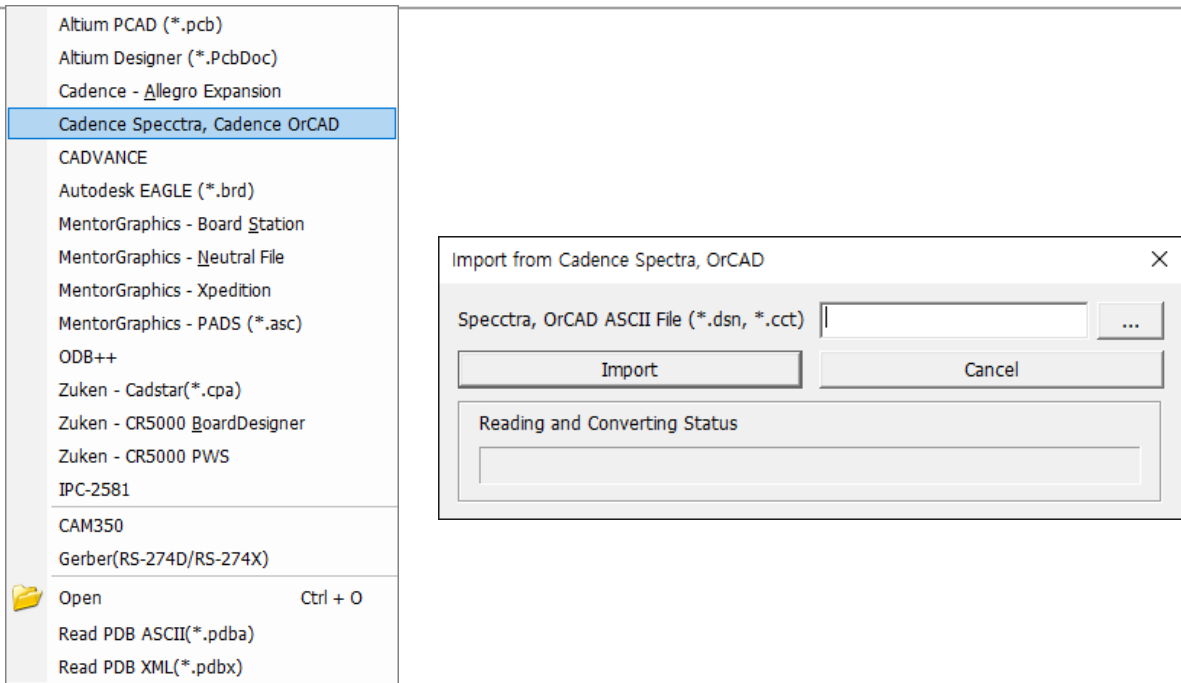 Altium PCAD (*.pcb)
Altium Designer (*.PcbDoc)
Cadence - Allegro Expansion
Cadence Specctra, Cadence OrCAD
CADVANCE
Autodesk EAGLE (*.brd)
MentorGraphics - Board Station
MentorGraphics - Neutral File
MentorGraphics - Xpedition
MentorGraphics - PADS (*.asc)
ODB++
Zuken - Cadstar(*.cpa)
Zuken - CR5000 BoardDesigner
Zuken - CR5000 PWS
IPC-2581
CAM350
Gerber(RS-274D/RS-274X)
Open Ctrl + O
Read PDB ASCII(*.pdba)
Read PDB XML(*.pdbx)
Import from Cadence Spectra, OrCAD
Specctra, OrCAD ASCII File (*.dsn, *.cct) ...
Import Cancel
Reading and Converting Status